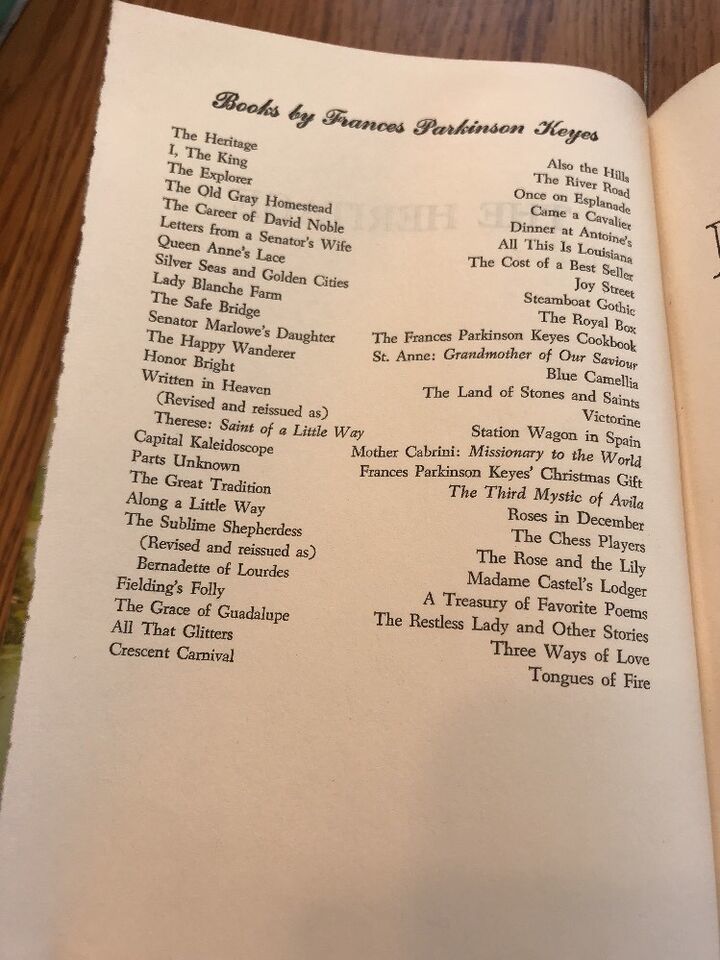 Books by Frances Parkinson Keyes
The Heritage
I, The King
The Explorer
The Old Gray Homestead
The Career of David Noble
Letters from a Senator's Wife
Queen Anne's Lace
Silver Seas and Golden Cities
Lady Blanche Farm
The Safe Bridge
Senator Marlowe's Daughter
The Happy Wanderer
Honor Bright
Written in Heaven
(Revised and reissued as)
Therese: Saint of a Little Way
Capital Kaleidoscope
Parts Unknown
The Great Tradition
Along a Little Way
The Sublime Shepherdess
(Revised and reissued as)
Bernadette of Lourdes
Fielding's Folly
The Grace of Guadalupe
All That Glitters
Crescent Carnival
Also the Hills
The River Road
Once on Esplanade
Came a Cavalier
Dinner at Antoine's
All This Is Louisiana
The Cost of a Best Seller
Joy Street
Steamboat Gothic
The Royal Box
The Frances Parkinson Keyes Cookbook
St. Anne: Grandmother of Our Saviour
Blue Camellia
The Land of Stones and Saints
Victorine
Station Wagon in Spain
Mother Cabrini: Missionary to the World
Frances Parkinson Keyes' Christmas Gift
The Third Mystic of Avila
Roses in December
The Chess Players
The Rose and the Lily
Madame Castel's Lodger
A Treasury of Favorite Poems
The Restless Lady and Other Stories
Three Ways of Love
Tongues of Fire